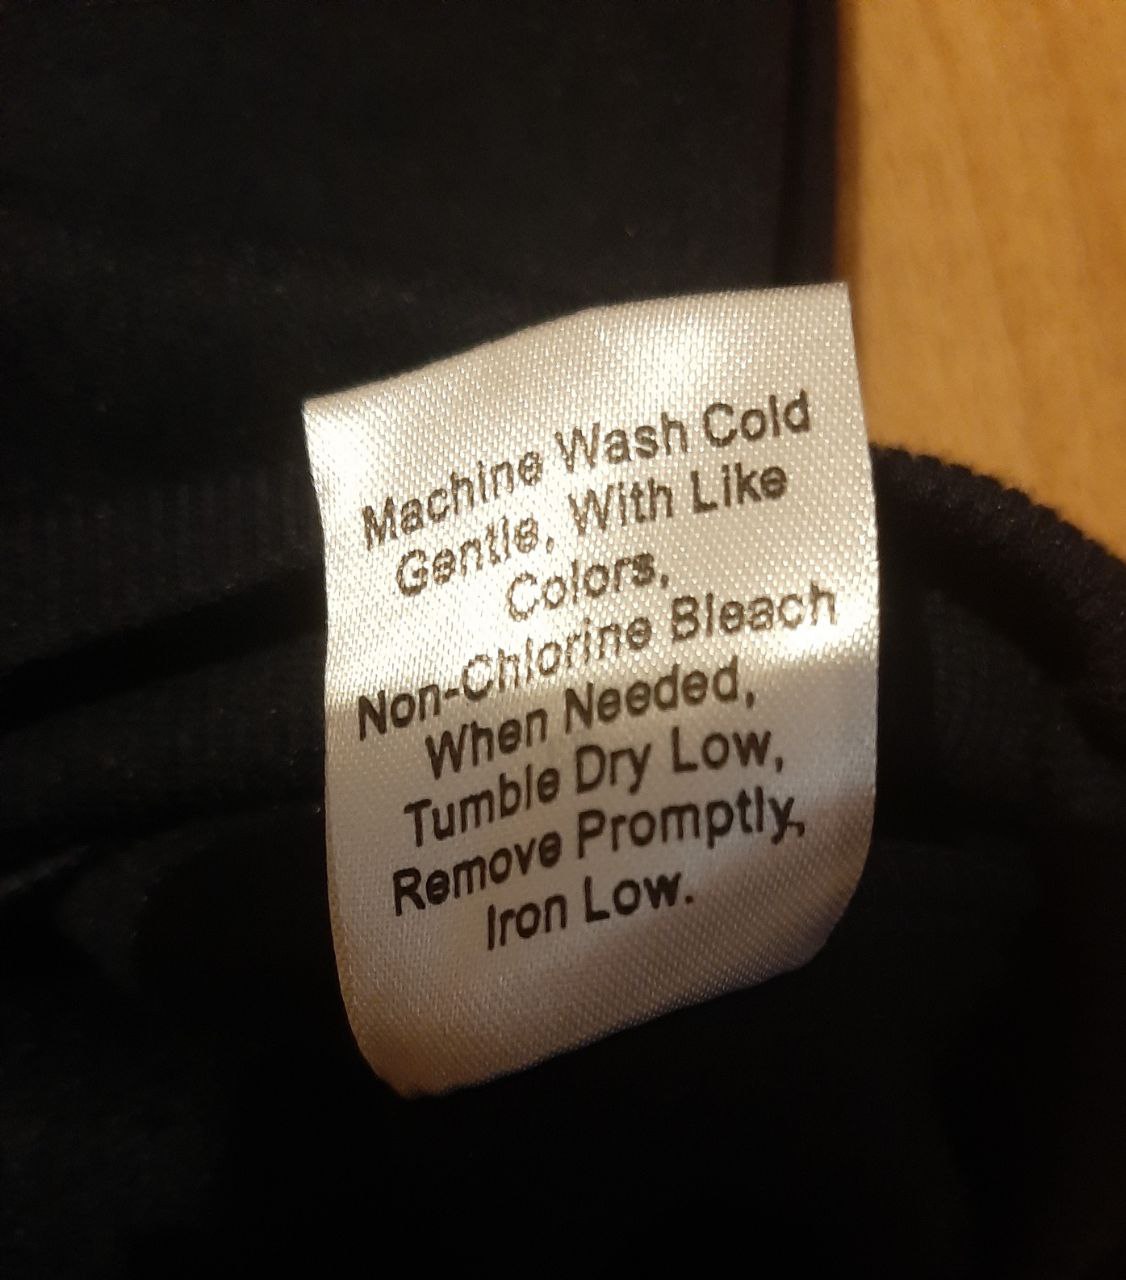 Machine Wash Cold
Gentle, With Like
Colors,
Non-Chlorine Bleach
When Needed,
Tumble Dry Low,
Remove Promptly,
Iron Low.